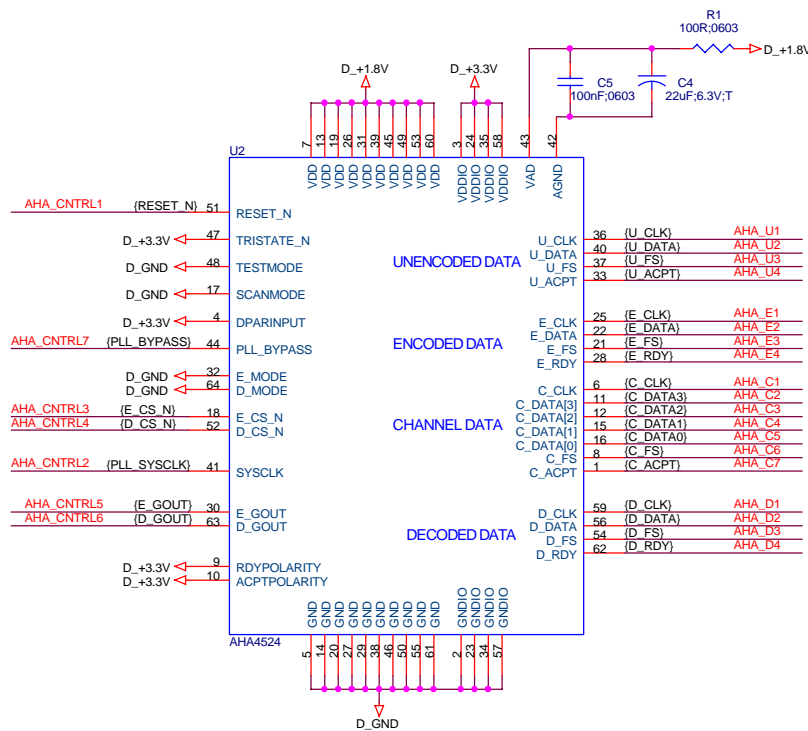 R1
100R;0603
D_+1.8V
D_+1.8V
D_+3.3V
C5
100nF;0603
C4
22uF;6.3V;T
7 13 19 26 31 39 45 49 53 60 3 24 35 58 43 42
U2
VDD VDD VDD VDD VDD VDD VDD VDD VDD VDD VDDIO VDDIO VDDIO VDDIO VAD AGND
AHA_CNTRL1 {RESET_N} 51 RESET_N
D_+3.3V 47 TRISTATE_N
D_GND 48 TESTMODE
D_GND 17 SCANMODE
D_+3.3V 4 DPARINPUT
AHA_CNTRL7 {PLL_BYPASS} 44 PLL_BYPASS
D_GND 32 E_MODE
D_GND 64 D_MODE
AHA_CNTRL3 {E_CS_N} 18 E_CS_N
AHA_CNTRL4 {D_CS_N} 52 D_CS_N
AHA_CNTRL2 {PLL_SYSCLK} 41 SYSCLK
AHA_CNTRL5 {E_GOUT} 30 E_GOUT
AHA_CNTRL6 {D_GOUT} 63 D_GOUT
D_+3.3V 9 RDYPOLARITY
D_+3.3V 10 ACPTPOLARITY
UNENCODED DATA
U_CLK 36 {U_CLK} AHA_U1
U_DATA 40 {U_DATA} AHA_U2
U_FS 37 {U_FS} AHA_U3
U_ACPT 33 {U_ACPT} AHA_U4
ENCODED DATA
E_CLK 25 {E_CLK} AHA_E1
E_DATA 22 {E_DATA} AHA_E2
E_FS 21 {E_FS} AHA_E3
E_RDY 28 {E_RDY} AHA_E4
CHANNEL DATA
C_CLK 6 {C_CLK} AHA_C1
C_DATA[3] 11 {C_DATA3} AHA_C2
C_DATA[2] 12 {C_DATA2} AHA_C3
C_DATA[1] 15 {C_DATA1} AHA_C4
C_DATA[0] 16 {C_DATA0} AHA_C5
C_FS 8 {C_FS} AHA_C6
C_ACPT 1 {C_ACPT} AHA_C7
DECODED DATA
D_CLK 59 {D_CLK} AHA_D1
D_DATA 56 {D_DATA} AHA_D2
D_FS 54 {D_FS} AHA_D3
D_RDY 62 {D_RDY} AHA_D4
GND GND GND GND GND GND GND GND GND GND GNDIO GNDIO GNDIO GNDIO
AHA4524
5 14 20 27 29 38 46 50 55 61 2 23 34 57
D_GND